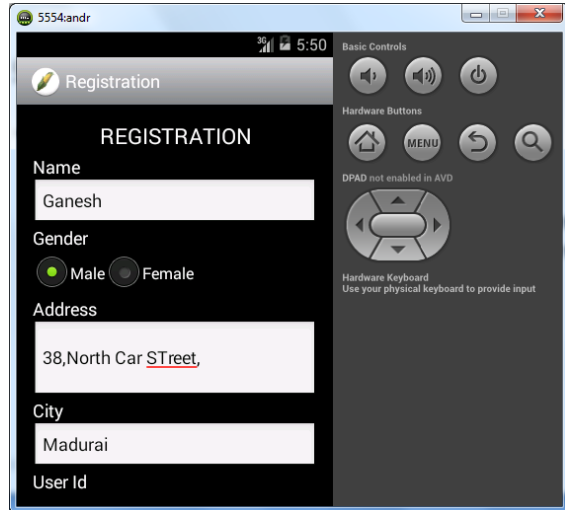 5554:andr
3G 5:50
Registration
REGISTRATION
Name
Ganesh
Gender
Male Female
Address
38,North Car STreet,
City
Madurai
User Id
Basic Controls
Hardware Buttons
MENU
DPAD not enabled in AVD
Hardware Keyboard
Use your physical keyboard to provide input